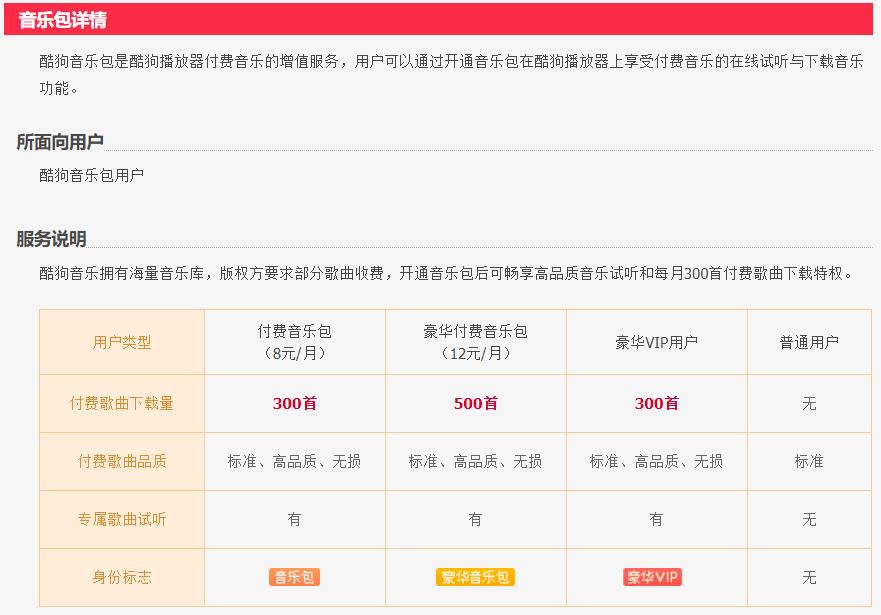 音乐包详情
酷狗音乐包是酷狗播放器付费音乐的增值服务，用户可以通过开通音乐包在酷狗播放器上享受付费音乐的在线试听与下载音乐
功能。
所面向用户
酷狗音乐包用户
服务说明
酷狗音乐拥有海量音乐库，版权方要求部分歌曲收费，开通音乐包后可畅享高品质音乐试听和每月300首付费歌曲下载特权。
用户类型 付费音乐包 豪华付费音乐包 豪华VIP用户 普通用户
（8元/月） （12元/月）
付费歌曲下载量 300首 500首 300首 无
付费歌曲品质 标准、高品质、无损 标准、高品质、无损 标准、高品质、无损 标准
专属歌曲试听 有 有 有 无
身份标志 音乐包 豪华音乐包 豪华VIP 无